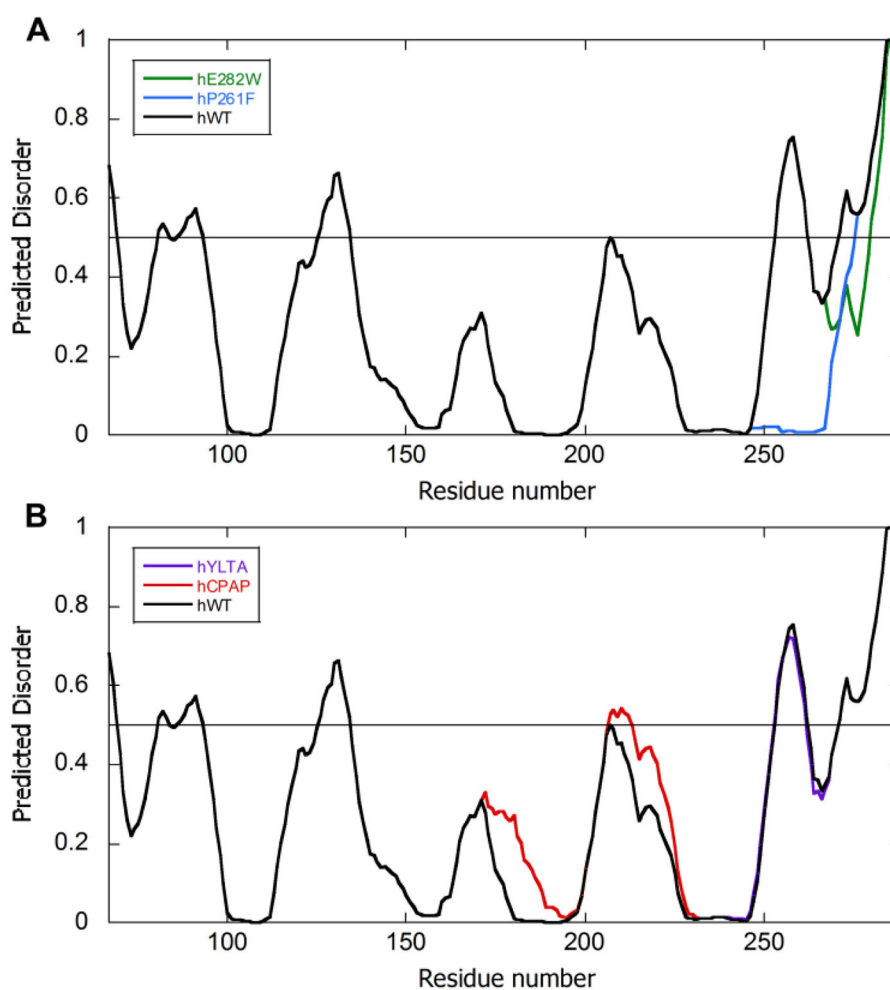 A
hE282W
hP261F
hWT
Predicted Disorder
1
0.8
0.6
0.4
0.2
0
100
150
200
250
Residue number
B
hYLTA
hCPAP
hWT
Predicted Disorder
1
0.8
0.6
0.4
0.2
0
100
150
200
250
Residue number